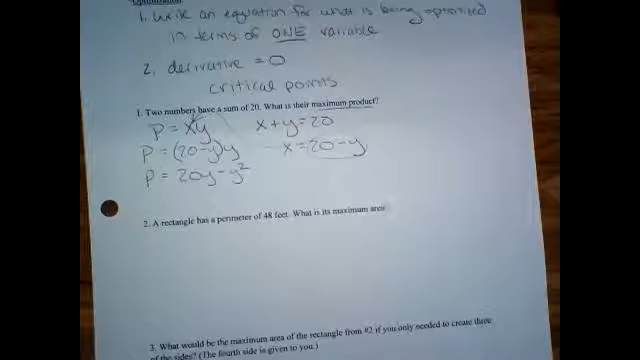 Optimization
1. Write an equation for what is being optimized
in terms of ONE variable
2. derivative = 0
critical points
1. Two numbers have a sum of 20. What is their maximum product?
P = xy x + y = 20
P = (20-y)y x = 20 - y
P = 20y - y²
2. A rectangle has a perimeter of 48 feet. What is its maximum area
3. What would be the maximum area of the rectangle from #2 if you only needed to create three
of the sides? (The fourth side is given to you.)